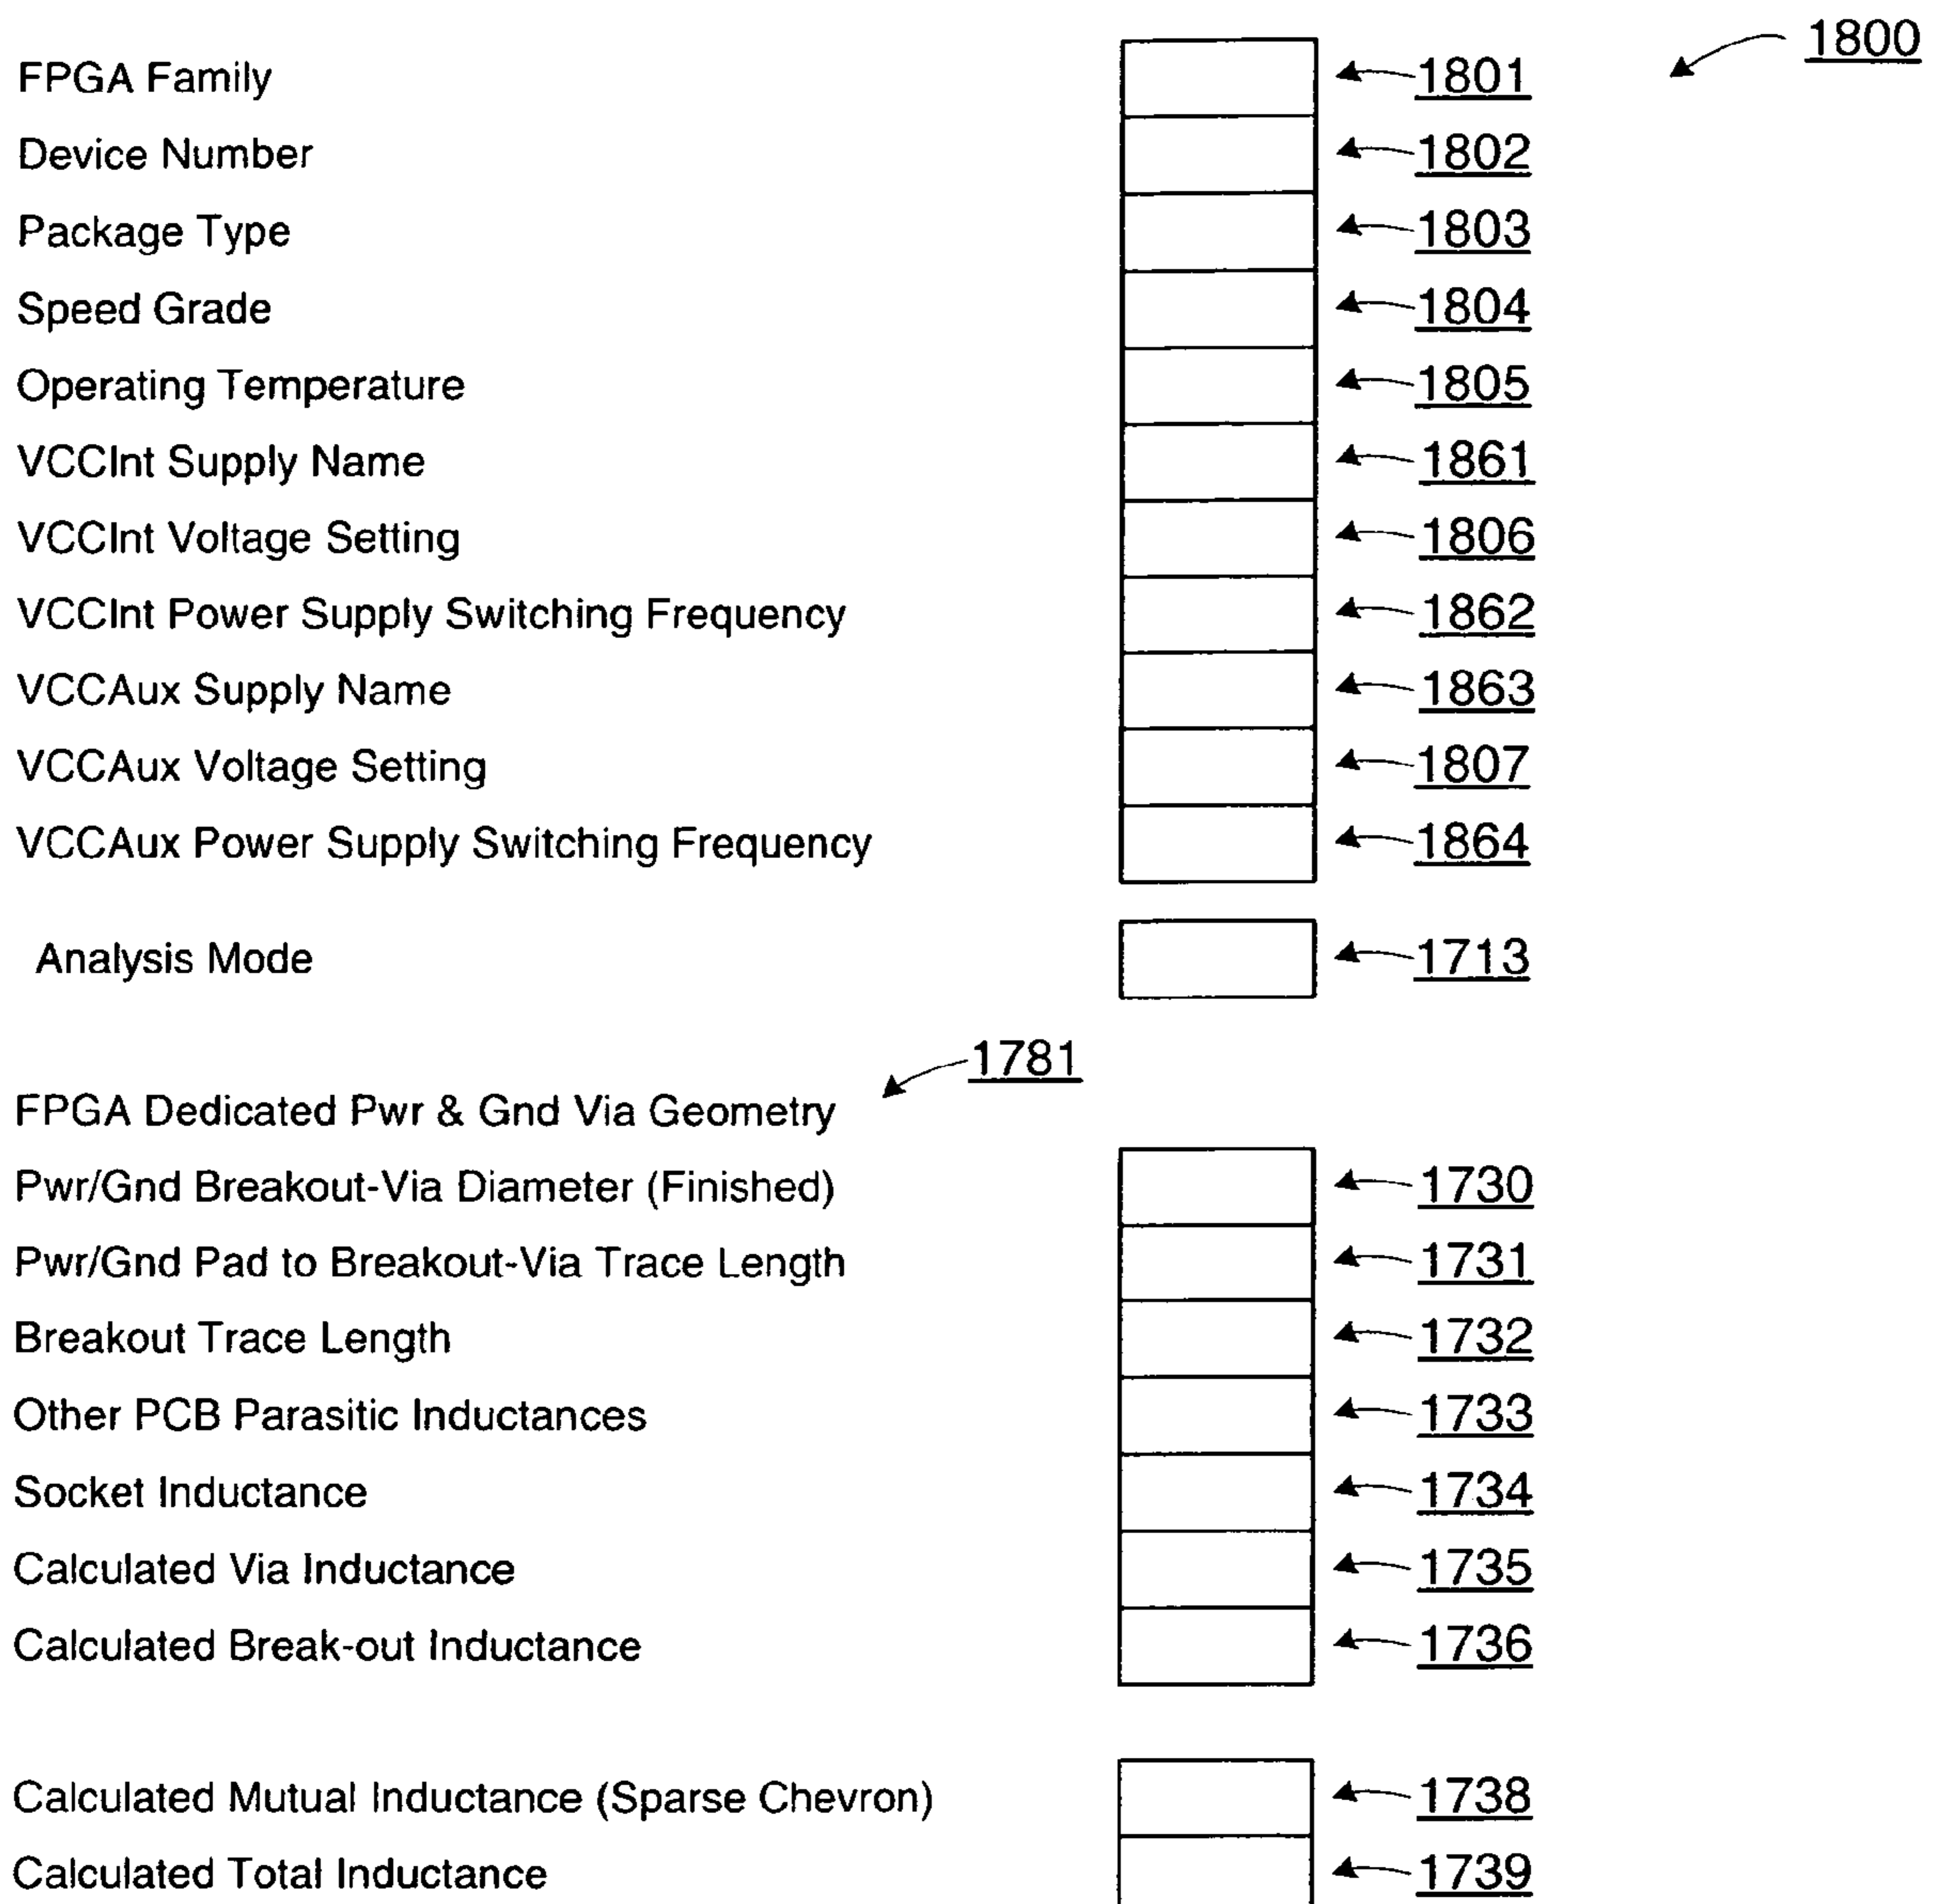 1800
FPGA Family 1801
Device Number 1802
Package Type 1803
Speed Grade 1804
Operating Temperature 1805
VCCInt Supply Name 1861
VCCInt Voltage Setting 1806
VCCInt Power Supply Switching Frequency 1862
VCCAux Supply Name 1863
VCCAux Voltage Setting 1807
VCCAux Power Supply Switching Frequency 1864
Analysis Mode 1713
1781
FPGA Dedicated Pwr & Gnd Via Geometry
Pwr/Gnd Breakout-Via Diameter (Finished) 1730
Pwr/Gnd Pad to Breakout-Via Trace Length 1731
Breakout Trace Length 1732
Other PCB Parasitic Inductances 1733
Socket Inductance 1734
Calculated Via Inductance 1735
Calculated Break-out Inductance 1736
Calculated Mutual Inductance (Sparse Chevron) 1738
Calculated Total Inductance 1739